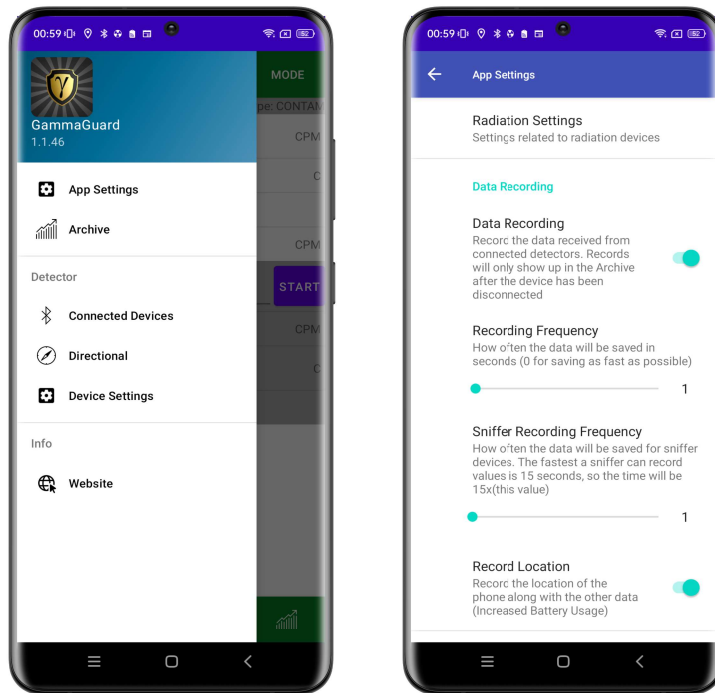 00:59
52
MODE
GammaGuard
1.1.46
pe: CONTAM
CPM
App Settings
C
Archive
CPM
Detector
START
Connected Devices
CPM
Directional
C
Device Settings
Info
Website
00:59
52
App Settings
Radiation Settings
Settings related to radiation devices
Data Recording
Data Recording
Record the data received from
connected detectors. Records
will only show up in the Archive
after the device has been
disconnected
Recording Frequency
How often the data will be saved in
seconds (0 for saving as fast as possible)
1
Sniffer Recording Frequency
How often the data will be saved for sniffer
devices. The fastest a sniffer can record
values is 15 seconds, so the time will be
15x(this value)
1
Record Location
Record the location of the
phone along with the other data
(Increased Battery Usage)